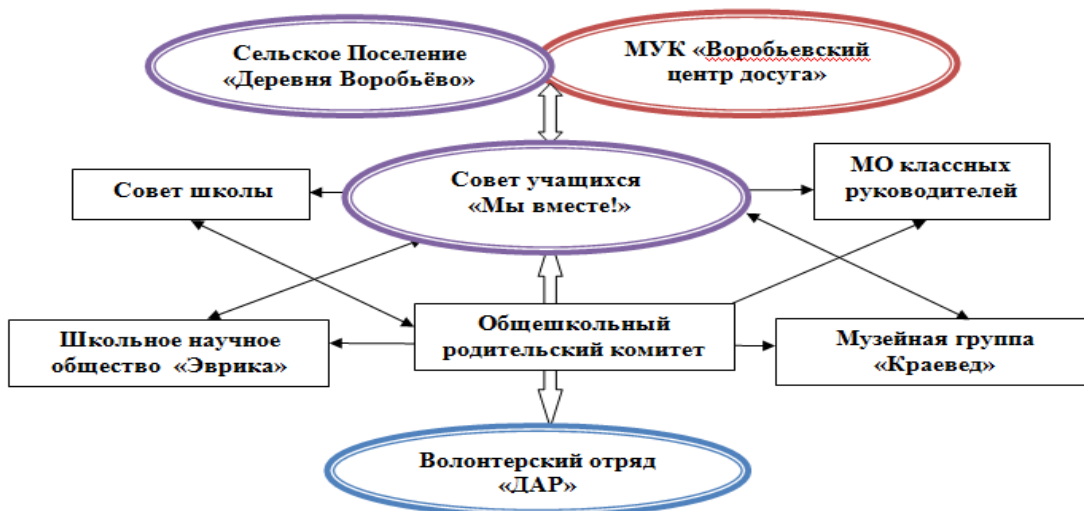 Сельское Поселение
«Деревня Воробьёво»
МУК «Воробьевский
центр досуга»
Совет школы
Совет учащихся
«Мы вместе!»
МО классных
руководителей
Школьное научное
общество «Эврика»
Общешкольный
родительский комитет
Музейная группа
«Краевед»
Волонтерский отряд
«ДАР»